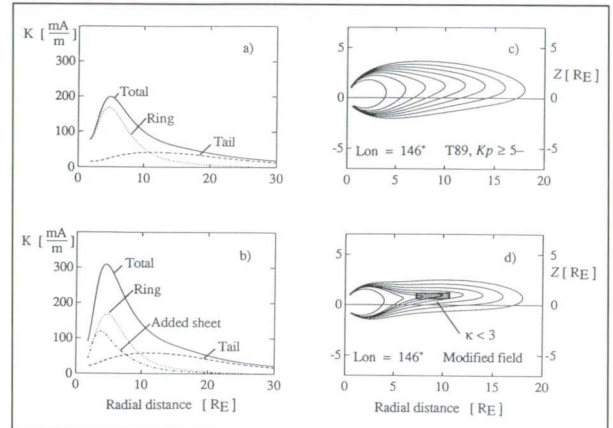 K [ mA/m ]
a)
300
200
100
0
0 10 20 30
Total
Ring
Tail
c)
5
0
-5
5
0
-5
Z [ RE ]
Lon = 146° T89, Kp ≥ 5–
0 5 10 15 20
K [ mA/m ]
b)
300
200
100
0
0 10 20 30
Total
Ring
Added sheet
Tail
Radial distance [ RE ]
d)
5
0
-5
5
0
-5
Z [ RE ]
κ < 3
Lon = 146° Modified field
0 5 10 15 20
Radial distance [ RE ]